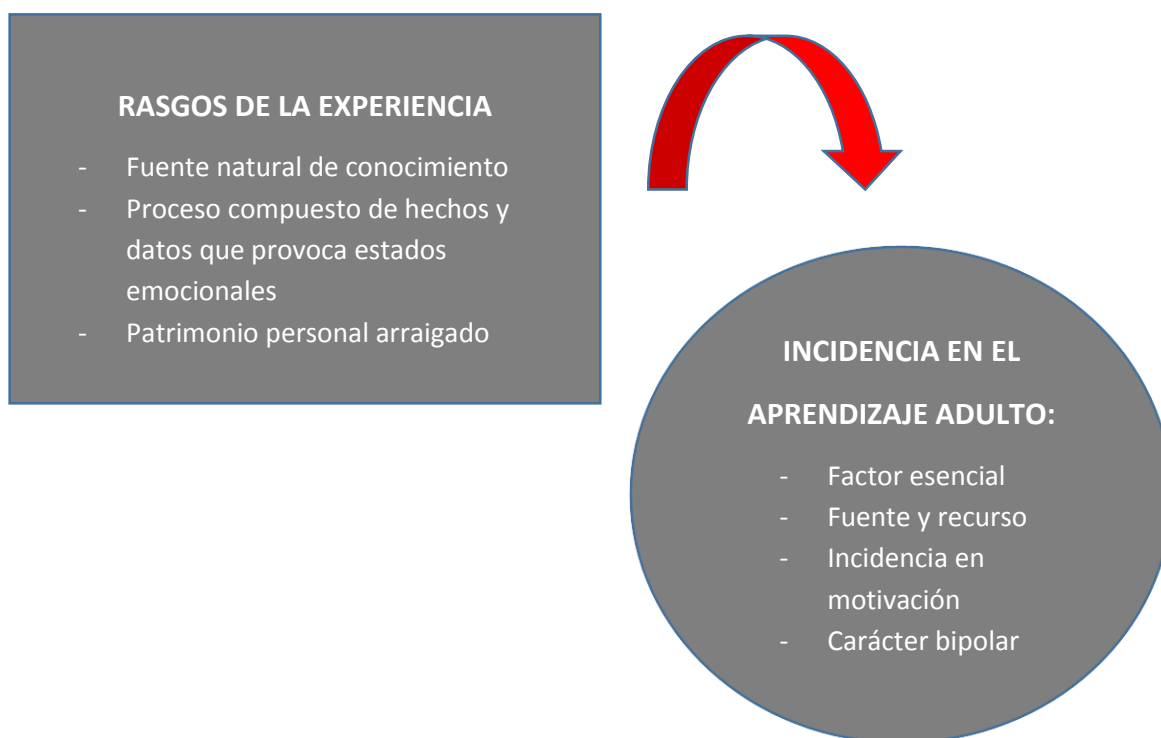 RASGOS DE LA EXPERIENCIA
- Fuente natural de conocimiento
- Proceso compuesto de hechos y
datos que provoca estados
emocionales
- Patrimonio personal arraigado
INCIDENCIA EN EL
APRENDIZAJE ADULTO:
- Factor esencial
- Fuente y recurso
- Incidencia en
motivación
- Carácter bipolar